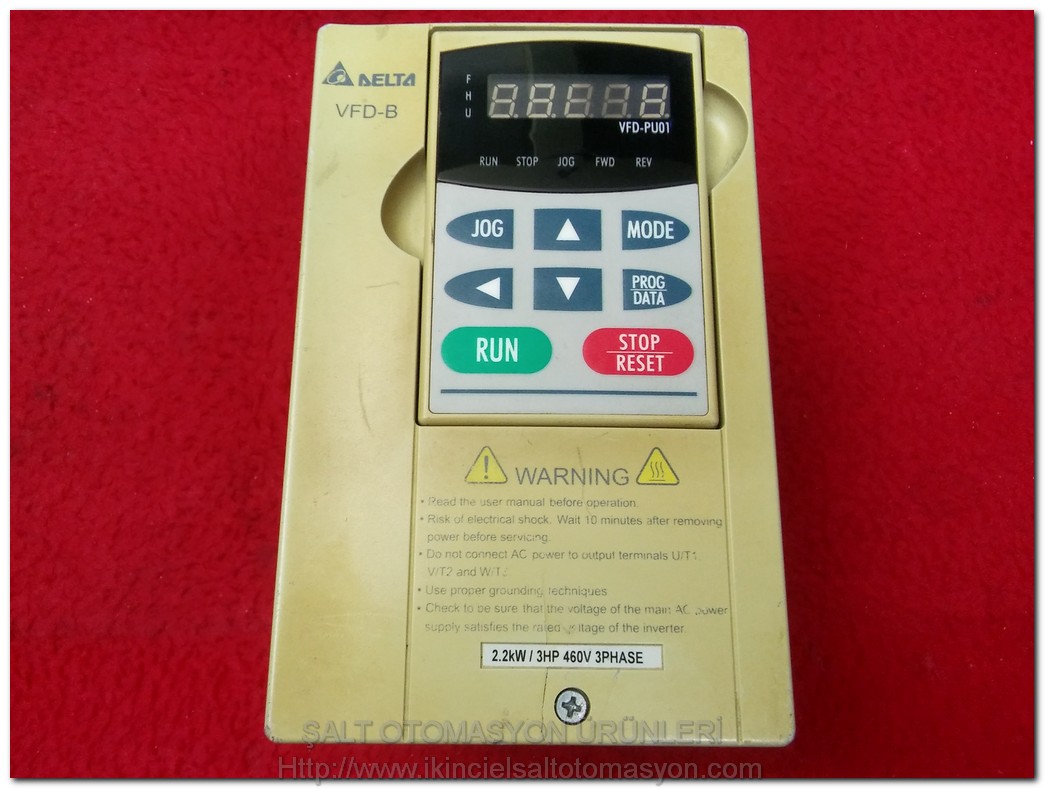 DELTA
VFD-B
F
H
U
VFD-PU01
RUN STOP JOG FWD REV
JOG
MODE
PROG
DATA
RUN
STOP
RESET
WARNING
• Read the user manual before operation.
• Risk of electrical shock. Wait 10 minutes after removing
power before servicing.
• Do not connect AC power to output terminals U/T1,
V/T2 and
• Use proper grounding techniques
• Check to be sure that the voltage of the main AC power
supply satisfies the rated voltage of the inverter.
2.2kW / 3HP 460V 3PHASE
ŞALT OTOMASYON ÜRÜNLERİ
Http://www.ikincielsaltotomasyon.com